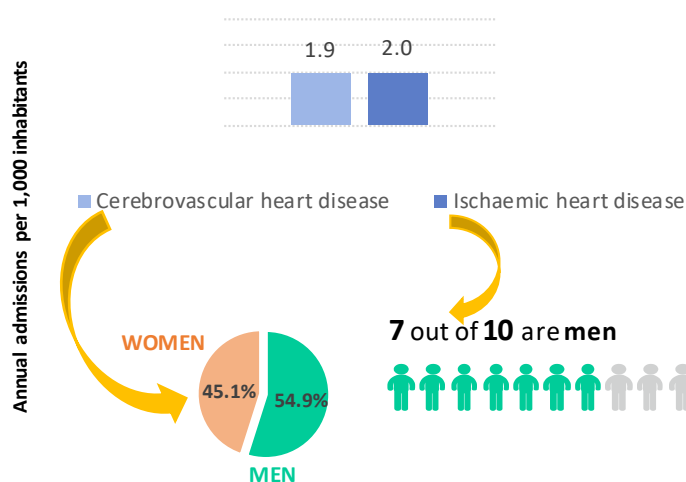 1.9
2.0
Annual admissions per 1,000 inhabitants
Cerebrovascular heart disease
Ischaemic heart disease
7 out of 10 are men
WOMEN
45.1%
54.9%
MEN